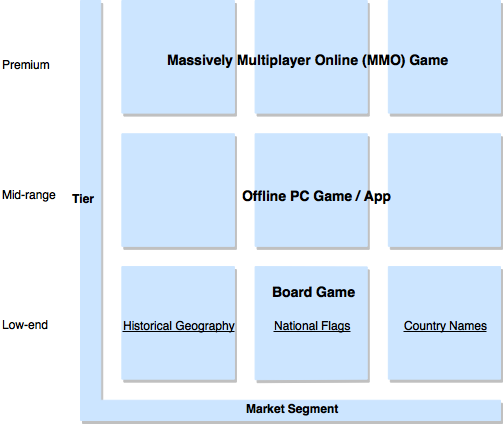 Premium
Massively Multiplayer Online (MMO) Game
Mid-range
Tier
Offline PC Game / App
Board Game
Low-end
Historical Geography
National Flags
Country Names
Market Segment